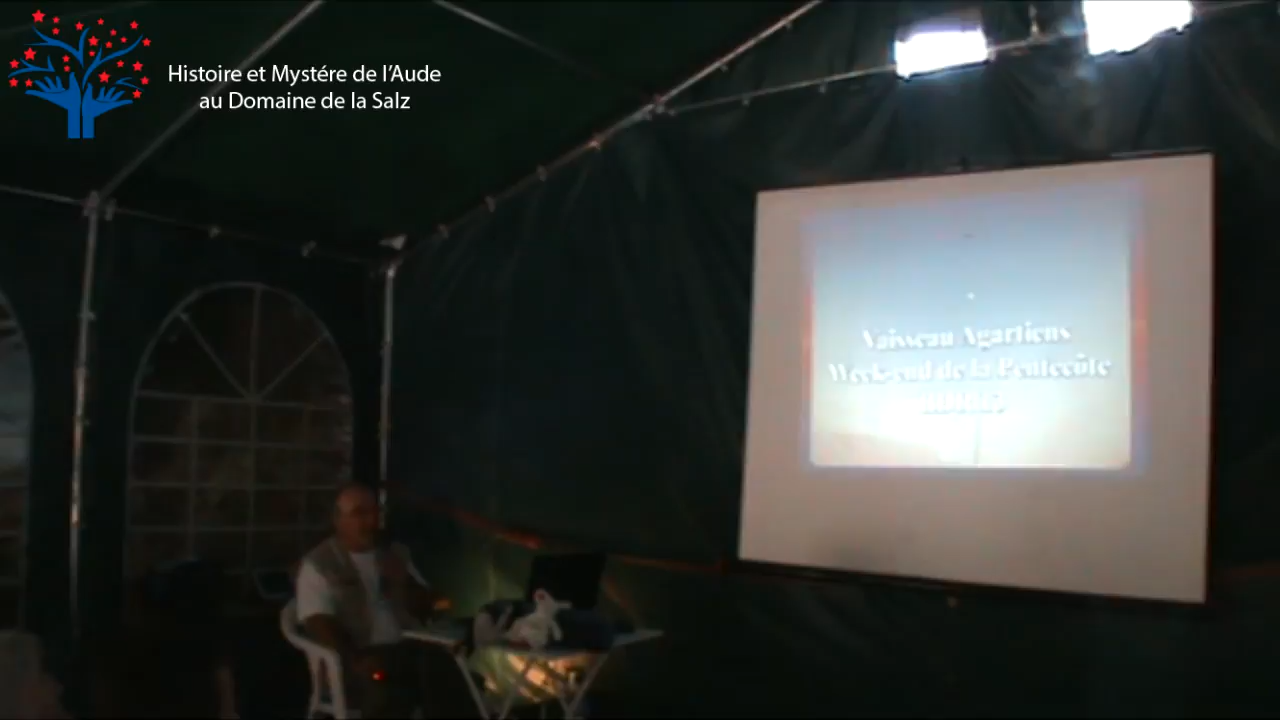 Histoire et Mystére de l'Aude
au Domaine de la Salz
Vaisseau Agartiens
Week-end de la Pentecôte